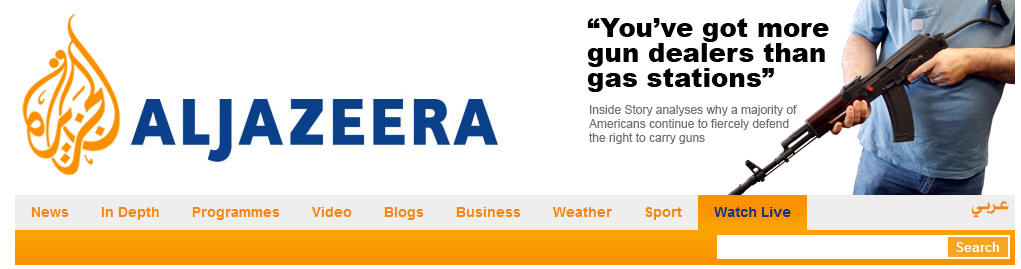 الجزيرة
ALJAZEERA
“You’ve got more
gun dealers than
gas stations”
Inside Story analyses why a majority of
Americans continue to fiercely defend
the right to carry guns
News In Depth Programmes Video Blogs Business Weather Sport Watch Live عربي
Search